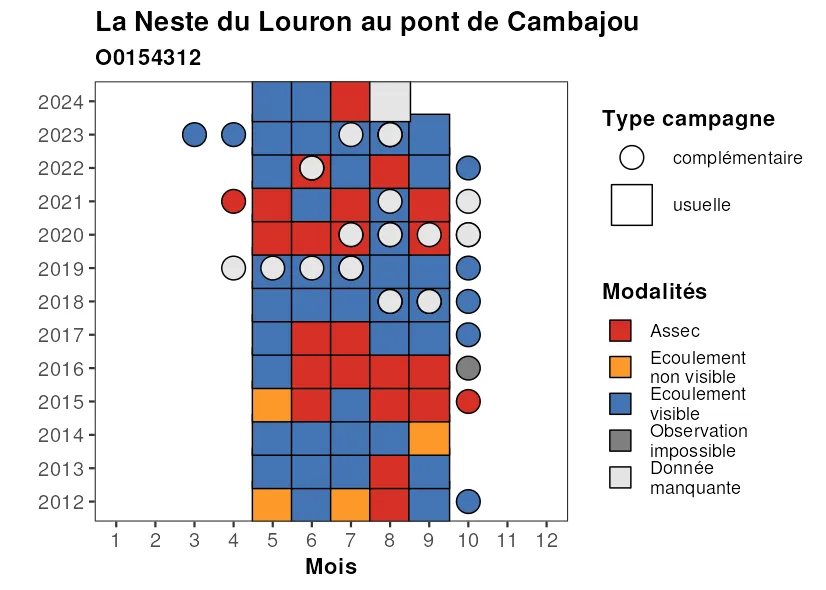 La Neste du Louron au pont de Cambajou
O0154312
2024
2023
2022
2021
2020
2019
2018
2017
2016
2015
2014
2013
2012
1 2 3 4 5 6 7 8 9 10 11 12
Mois
Type campagne
complémentaire
usuelle
Modalités
Assec
Ecoulement
non visible
Ecoulement
visible
Observation
impossible
Donnée
manquante